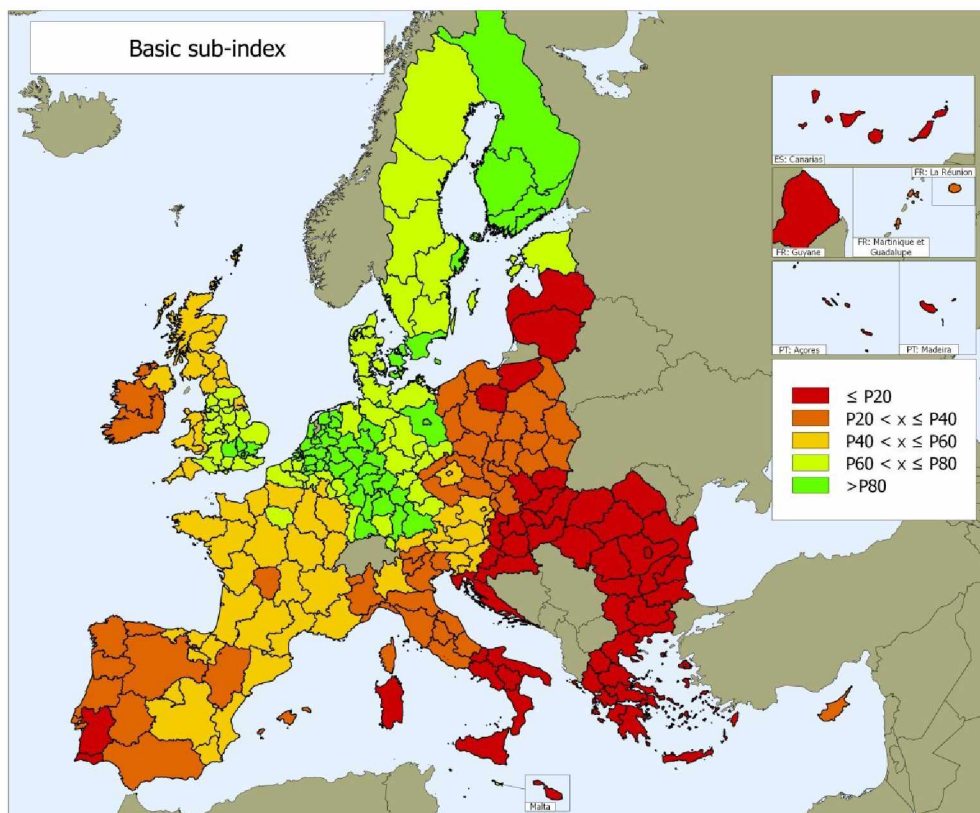 Basic sub-index
ES: Canarias
FR: La Réunion
FR: Guyane
FR: Martinique et
Guadalupe
PT: Açores
PT: Madeira
≤ P20
P20 < x ≤ P40
P40 < x ≤ P60
P60 < x ≤ P80
>P80
Malta